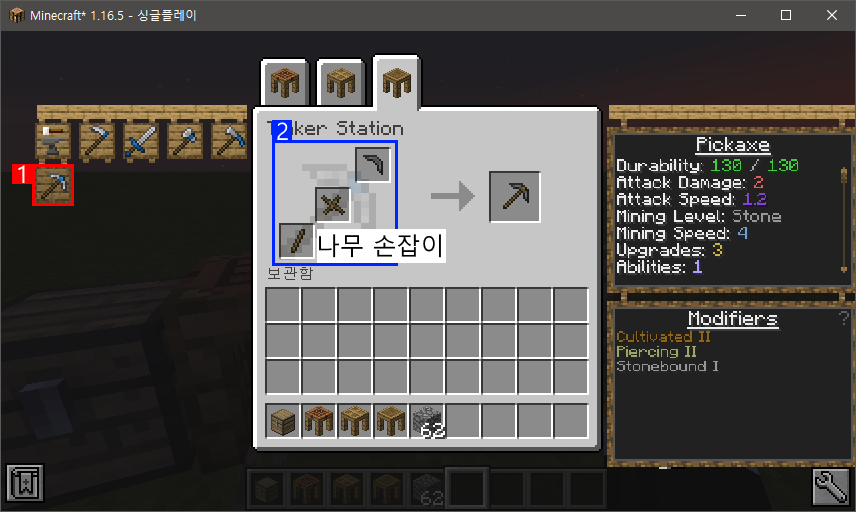 Minecraft* 1.16.5 - 싱글플레이
1
2
ker Station
나무 손잡이
보관함
62
62
Pickaxe
Durability: 130 / 130
Attack Damage: 2
Attack Speed: 1.2
Mining Level: Stone
Mining Speed: 4
Upgrades: 3
Abilities: 1
Modifiers
?
Cultivated II
Piercing II
Stonebound I